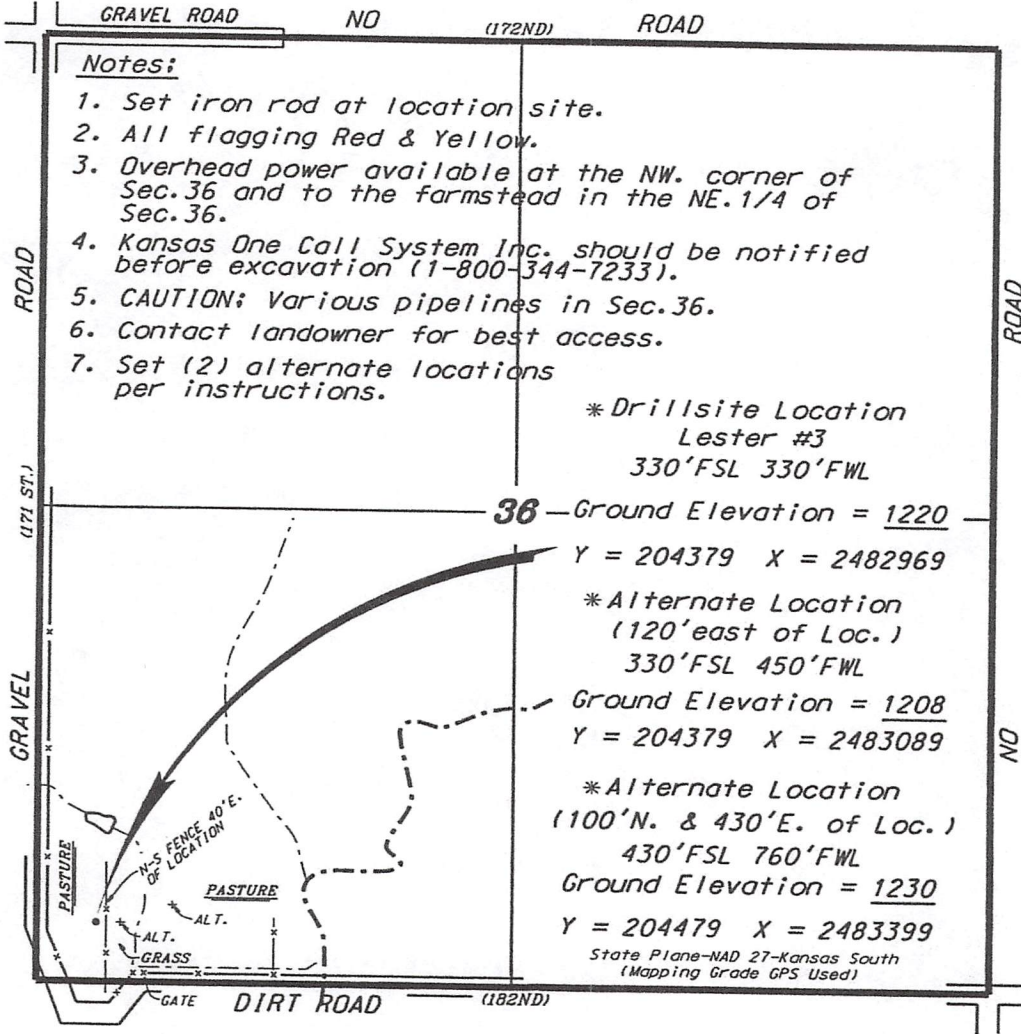 GRAVEL ROAD NO (172ND) ROAD
Notes:
1. Set iron rod at location site.
2. All flagging Red & Yellow.
3. Overhead power available at the NW. corner of
Sec.36 and to the farmstead in the NE.1/4 of
Sec.36.
4. Kansas One Call System Inc. should be notified
before excavation (1-800-344-7233).
5. CAUTION: Various pipelines in Sec.36.
6. Contact landowner for best access.
7. Set (2) alternate locations
per instructions.
ROAD
(171 ST.)
GRAVEL
ROAD
NO
* Drillsite Location
Lester #3
330'FSL 330'FWL
36
Ground Elevation = 1220
Y = 204379 X = 2482969
* Alternate Location
(120'east of Loc.)
330'FSL 450'FWL
Ground Elevation = 1208
Y = 204379 X = 2483089
* Alternate Location
(100'N. & 430'E. of Loc.)
430'FSL 760'FWL
Ground Elevation = 1230
Y = 204479 X = 2483399
State Plane-NAD 27-Kansas South
(Mapping Grade GPS Used)
N-S FENCE 40'E.
OF LOCATION
PASTURE
PASTURE
ALT.
ALT.
GRASS
GATE
DIRT ROAD (182ND)